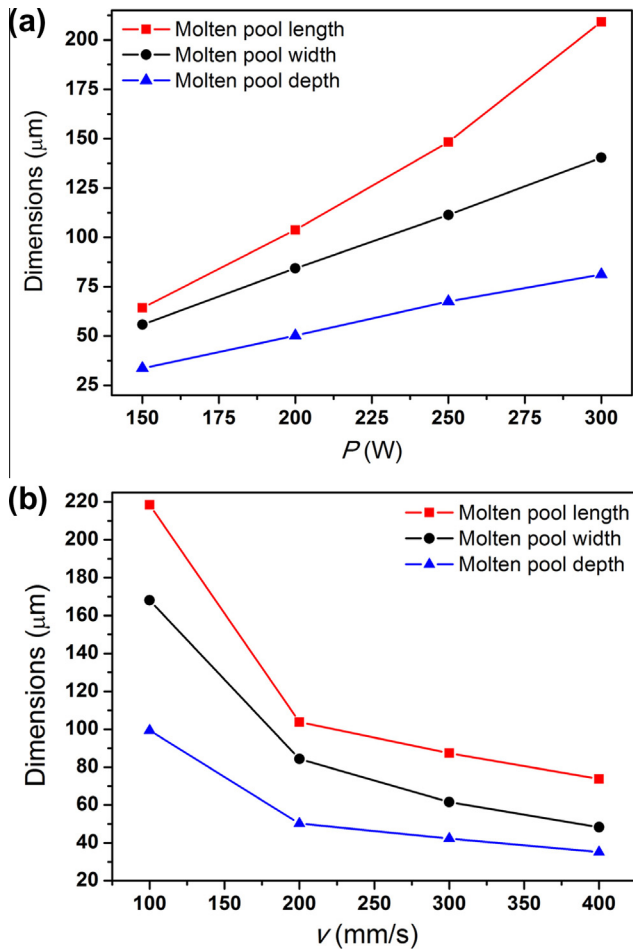 (a)
Molten pool length
Molten pool width
Molten pool depth
Dimensions (μm)
200
175
150
125
100
75
50
25
150 175 200 225 250 275 300
P (W)
(b)
Molten pool length
Molten pool width
Molten pool depth
Dimensions (μm)
220
200
180
160
140
120
100
80
60
40
20
100 150 200 250 300 350 400
v (mm/s)